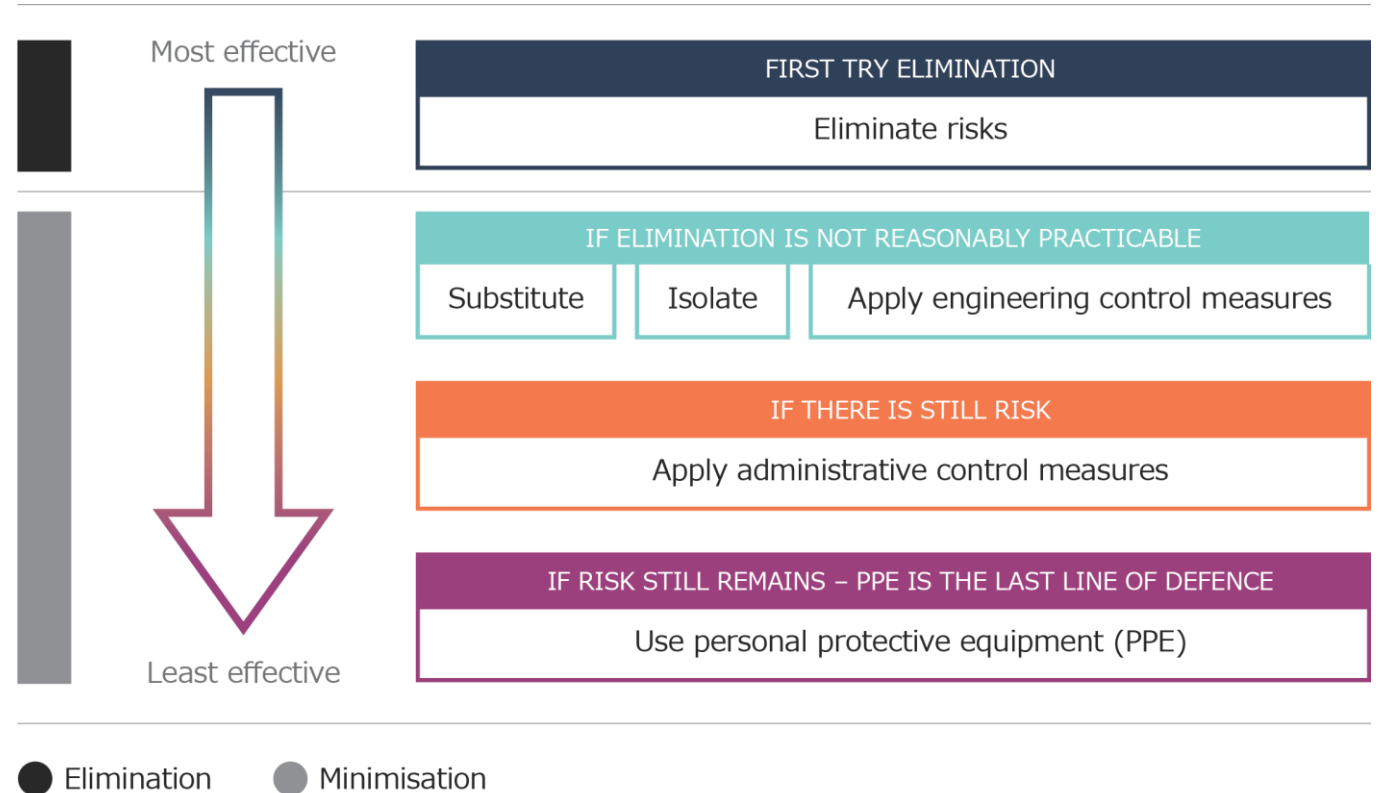 Most effective
FIRST TRY ELIMINATION
Eliminate risks
IF ELIMINATION IS NOT REASONABLY PRACTICABLE
Substitute
Isolate
Apply engineering control measures
IF THERE IS STILL RISK
Apply administrative control measures
IF RISK STILL REMAINS – PPE IS THE LAST LINE OF DEFENCE
Use personal protective equipment (PPE)
Least effective
Elimination
Minimisation